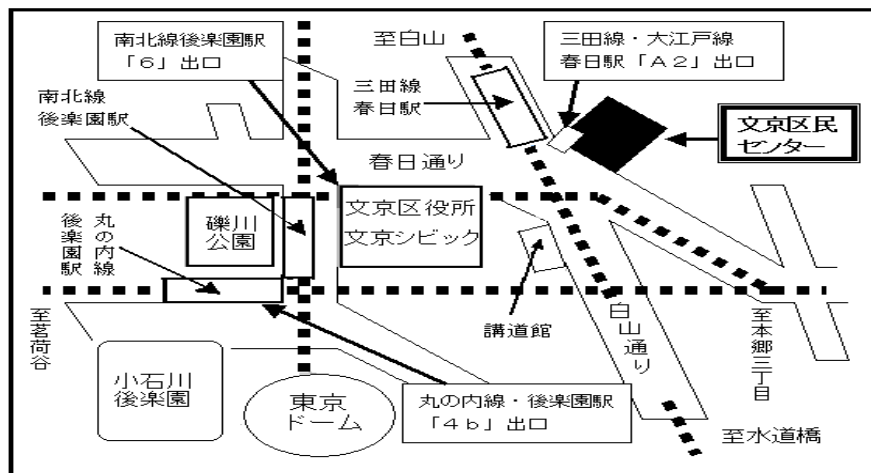 南北線後楽園駅
「6」出口
至白山
三田線・大江戸線
春日駅「A2」出口
南北線
後楽園駅
三田線
春日駅
文京区民
センター
春日通り
丸の内線
後楽園駅
礫川
公園
文京区役所
文京シビック
至茗荷谷
講道館
白山通り
至本郷三丁目
小石川
後楽園
東京
ドーム
丸の内線・後楽園駅
「4b」出口
至水道橋